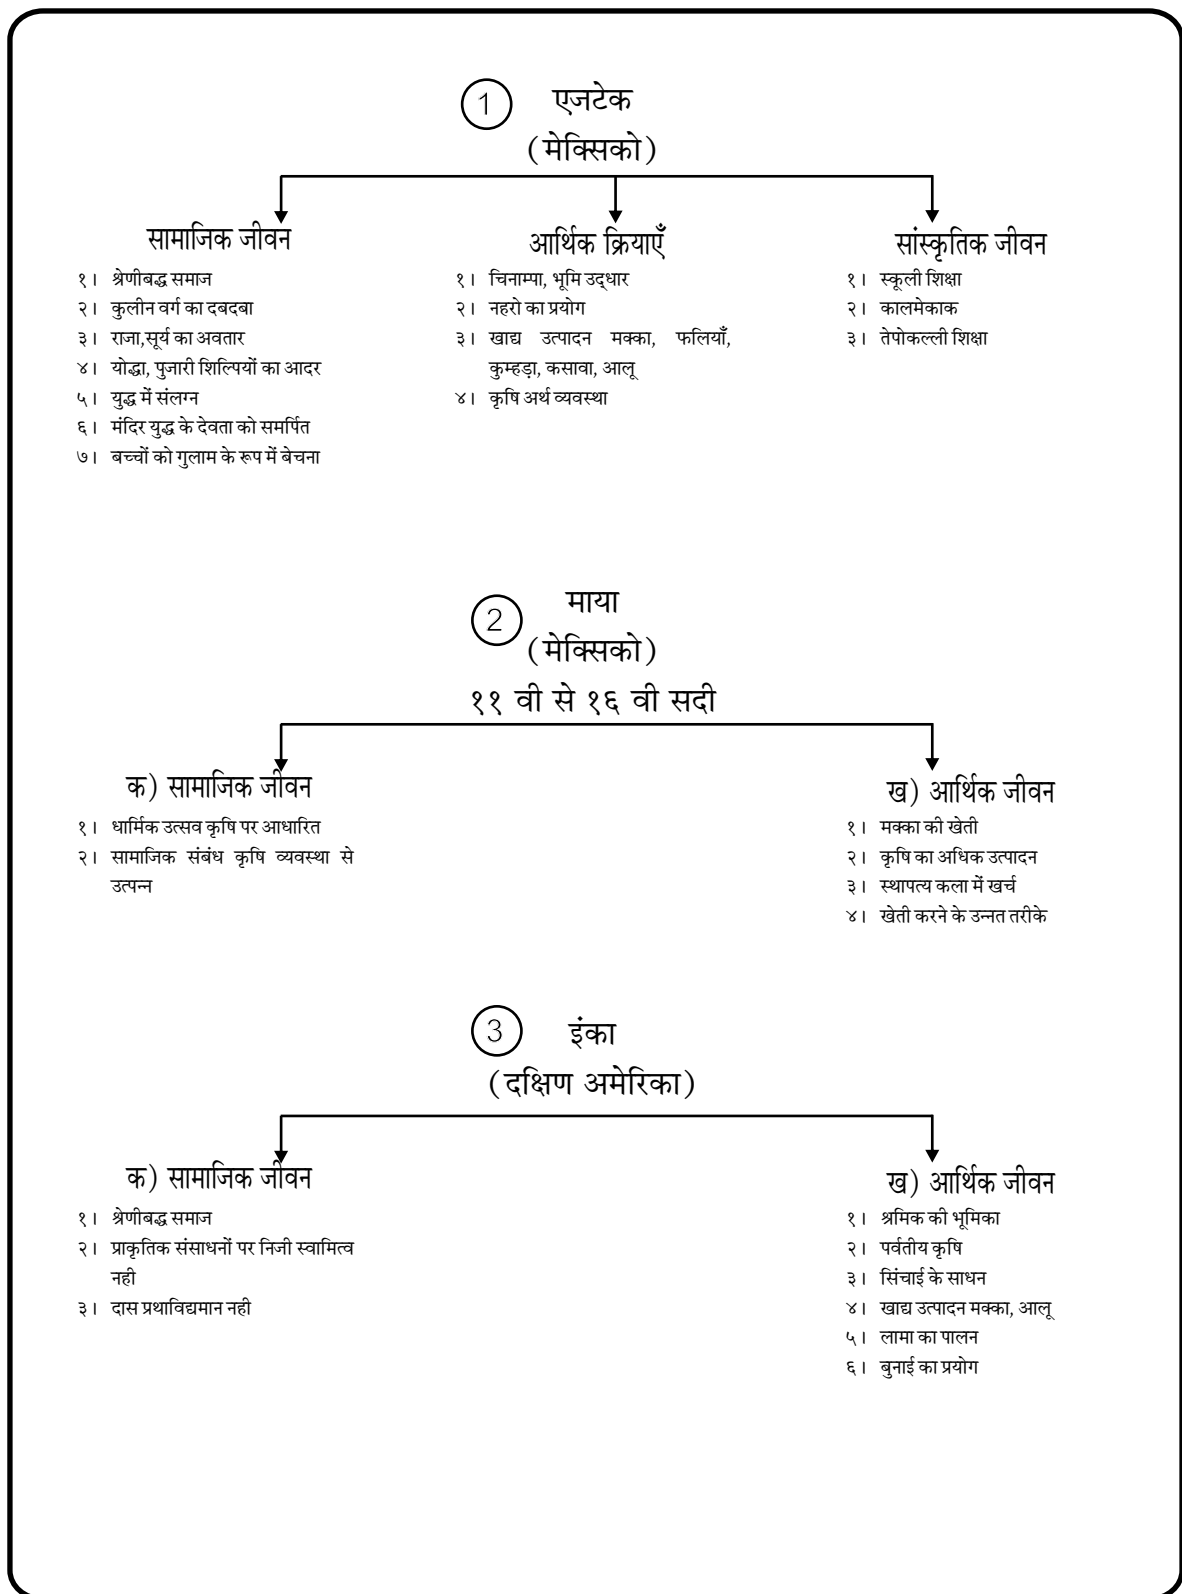 1 एजटेक
(मेक्सिको)
सामाजिक जीवन
१। श्रेणीबद्ध समाज
२। कुलीन वर्ग का दबदबा
३। राजा,सूर्य का अवतार
४। योद्धा, पुजारी शिल्पियों का आदर
५। युद्ध में संलग्न
६। मंदिर युद्ध के देवता को समर्पित
७। बच्चों को गुलाम के रूप में बेचना
आर्थिक क्रियाएँ
१। चिनाम्पा, भूमि उद्धार
२। नहरो का प्रयोग
३। खाद्य उत्पादन मक्का, फलियाँ,
कुम्हड़ा, कसावा, आलू
४। कृषि अर्थ व्यवस्था
सांस्कृतिक जीवन
१। स्कूली शिक्षा
२। कालमेकाक
३। तेपोकल्ली शिक्षा
2 माया
(मेक्सिको)
११ वी से १६ वी सदी
क) सामाजिक जीवन
१। धार्मिक उत्सव कृषि पर आधारित
२। सामाजिक संबंध कृषि व्यवस्था से
उत्पन्न
ख) आर्थिक जीवन
१। मक्का की खेती
२। कृषि का अधिक उत्पादन
३। स्थापत्य कला में खर्च
४। खेती करने के उन्नत तरीके
3 इंका
(दक्षिण अमेरिका)
क) सामाजिक जीवन
१। श्रेणीबद्ध समाज
२। प्राकृतिक संसाधनों पर निजी स्वामित्व
नही
३। दास प्रथाविद्यमान नही
ख) आर्थिक जीवन
१। श्रमिक की भूमिका
२। पर्वतीय कृषि
३। सिंचाई के साधन
४। खाद्य उत्पादन मक्का, आलू
५। लामा का पालन
६। बुनाई का प्रयोग